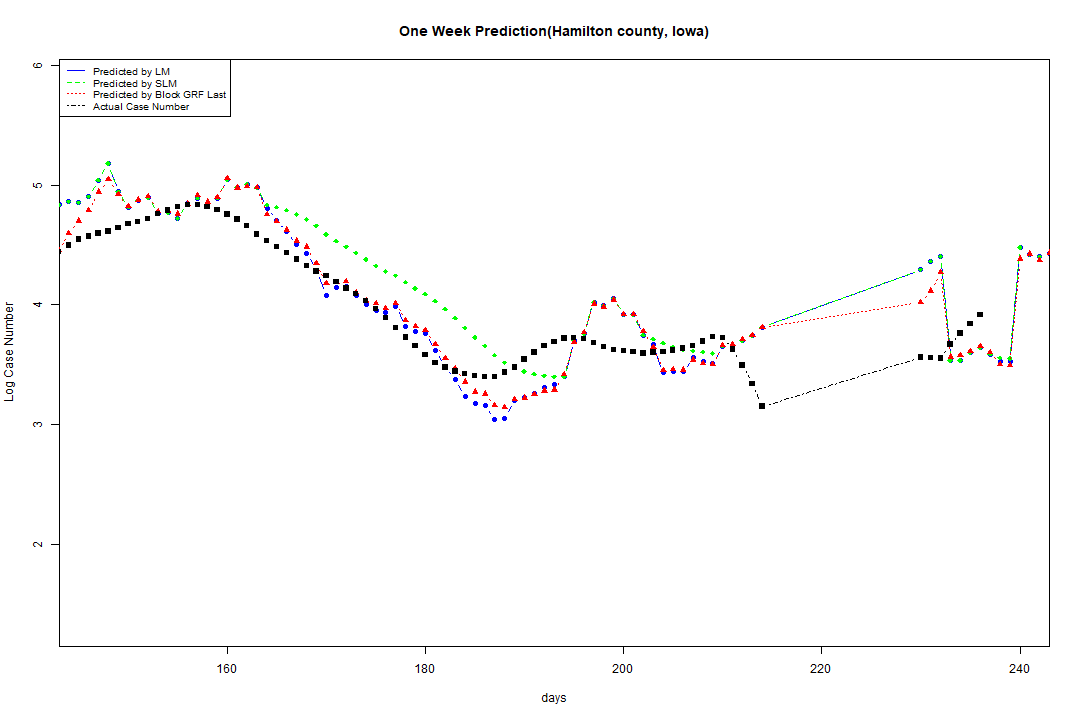 One Week Prediction(Hamilton county, Iowa)
Predicted by LM
Predicted by SLM
Predicted by Block GRF Last
Actual Case Number
6
5
4
3
2
Log Case Number
160 180 200 220 240
days